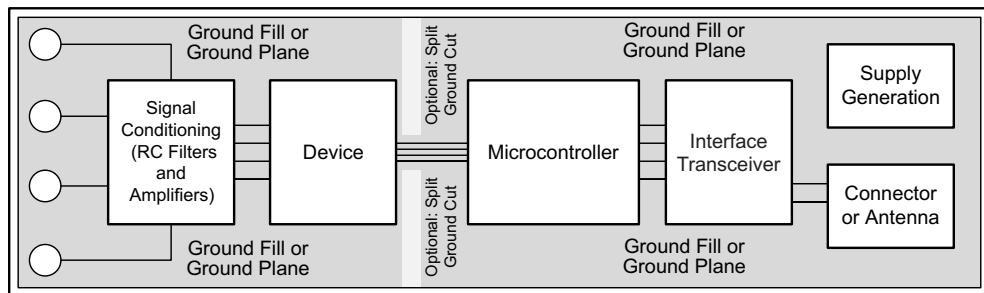 Ground Fill or
Ground Plane
Optional: Split
Ground Cut
Ground Fill or
Ground Plane
Supply
Generation
Signal
Conditioning
(RC Filters
and
Amplifiers)
Device
Microcontroller
Interface
Transceiver
Connector
or Antenna
Ground Fill or
Ground Plane
Optional: Split
Ground Cut
Ground Fill or
Ground Plane